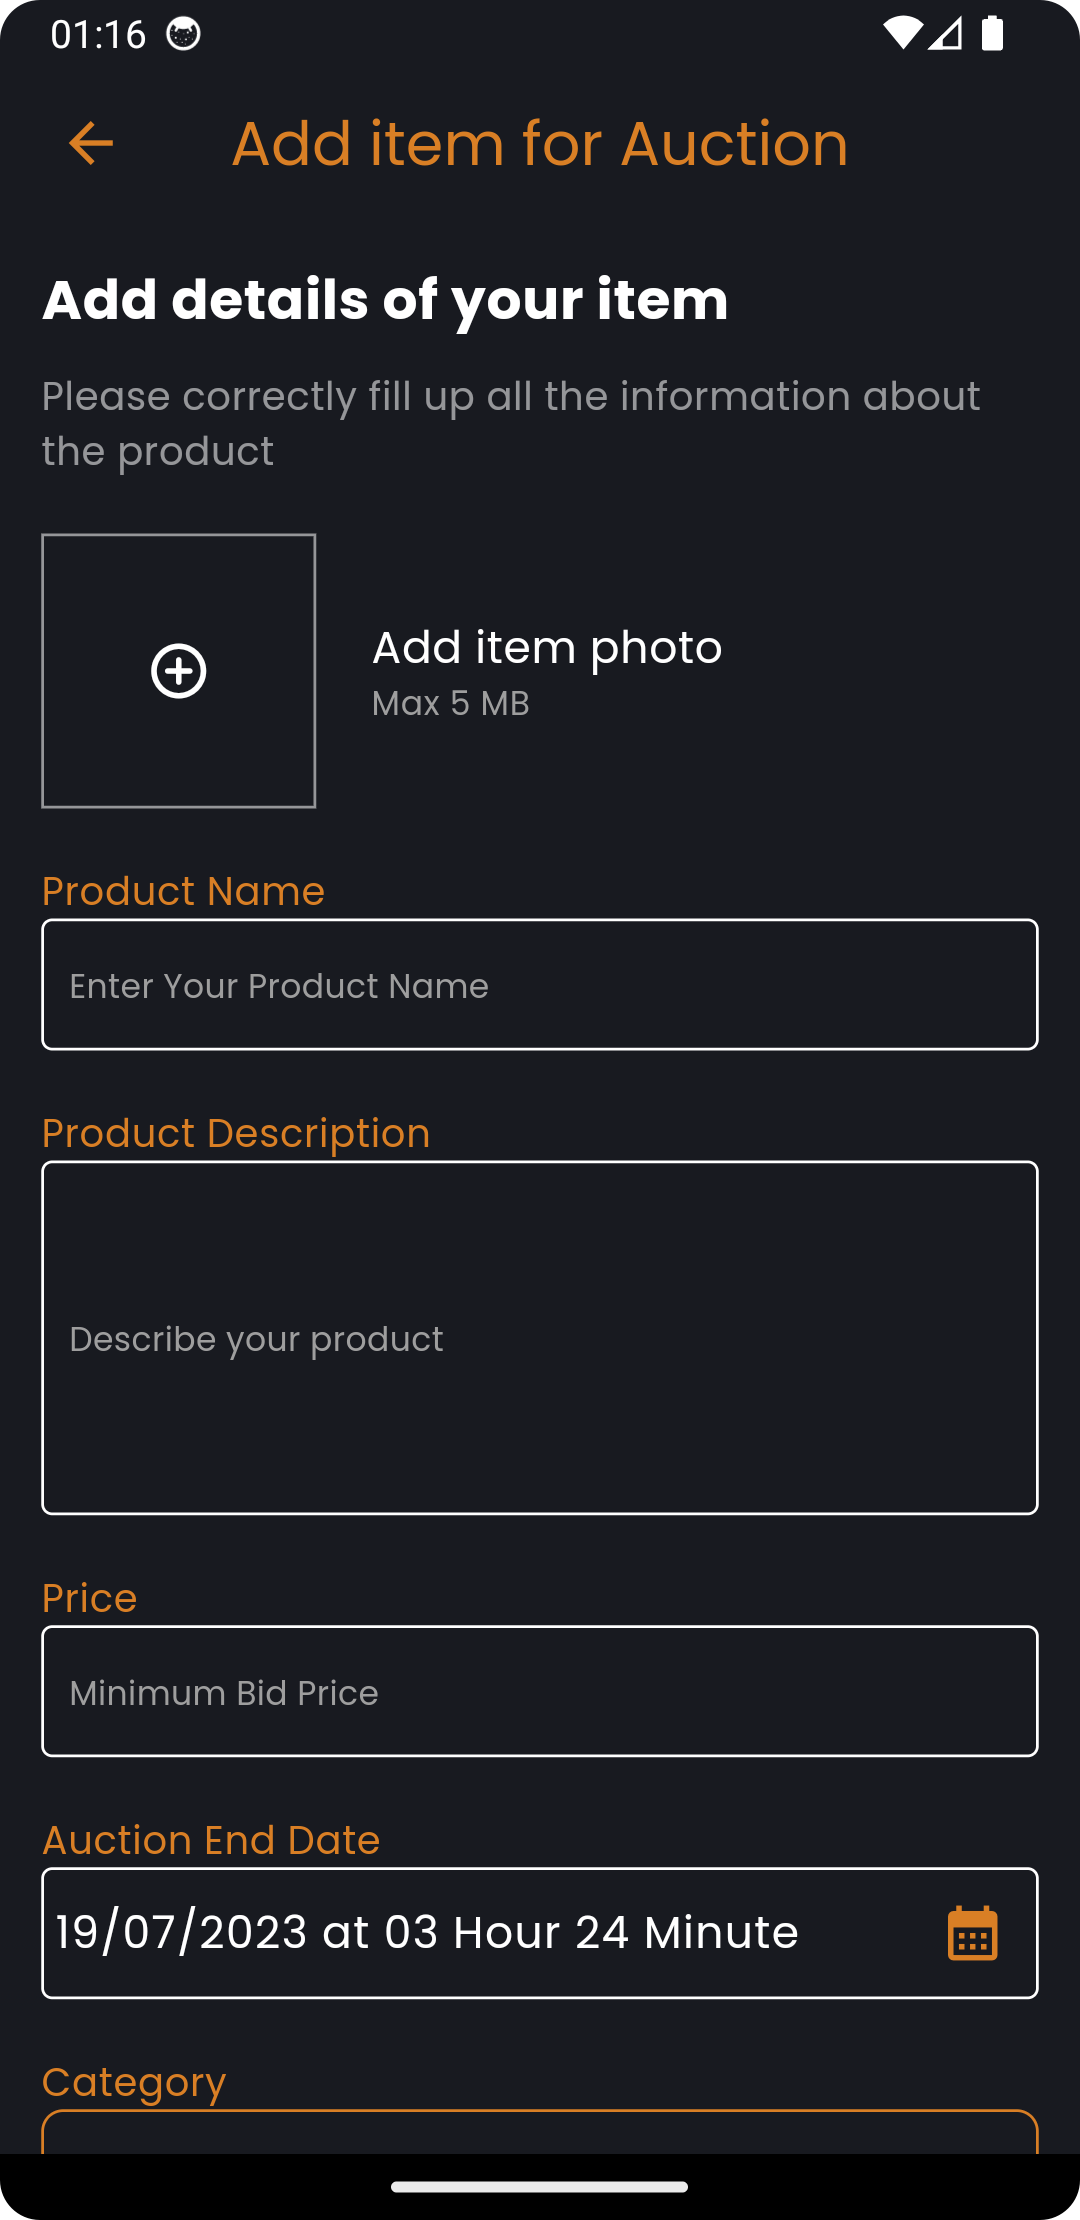 01:16
Add item for Auction
Add details of your item
Please correctly fill up all the information about
the product
Add item photo
Max 5 MB
Product Name
Enter Your Product Name
Product Description
Describe your product
Price
Minimum Bid Price
Auction End Date
19/07/2023 at 03 Hour 24 Minute
Category